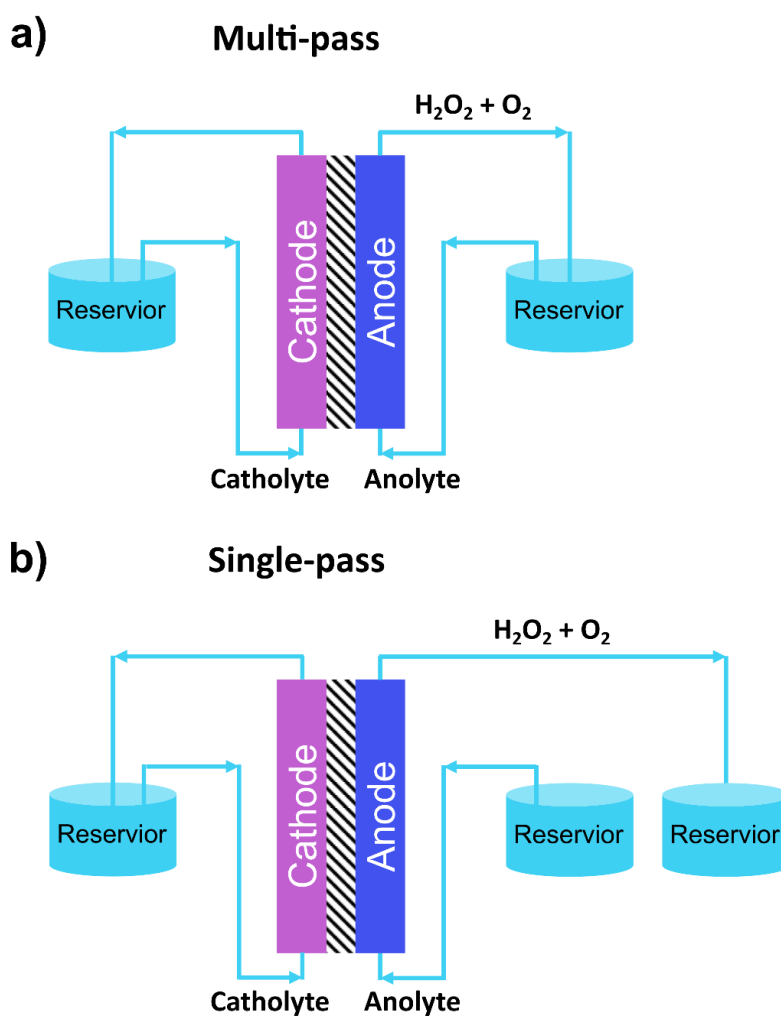 a)
Multi-pass
H₂O₂ + O₂
Reservior
Cathode
Anode
Reservior
Catholyte
Anolyte
b)
Single-pass
H₂O₂ + O₂
Reservior
Cathode
Anode
Reservior
Reservior
Catholyte
Anolyte